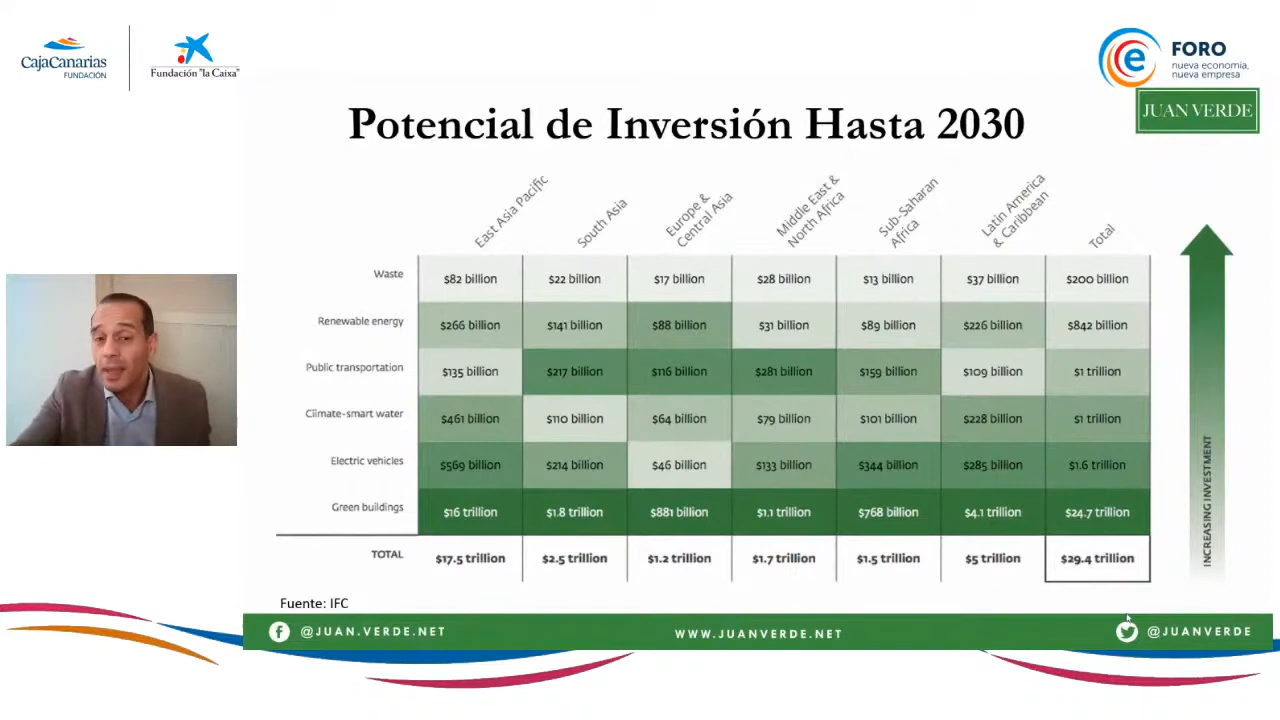 CajaCanarias
FUNDACIÓN
Fundación "la Caixa"
e
FORO
nueva economía,
nueva empresa
JUAN VERDE
Potencial de Inversión Hasta 2030
East Asia Pacific
South Asia
Europe &
Central Asia
Middle East &
North Africa
Sub-Saharan
Africa
Latin America
& Caribbean
Total
Waste $82 billion $22 billion $17 billion $28 billion $13 billion $37 billion $200 billion
Renewable energy $266 billion $141 billion $88 billion $31 billion $89 billion $226 billion $842 billion
Public transportation $135 billion $217 billion $116 billion $281 billion $159 billion $109 billion $1 trillion
Climate-smart water $461 billion $110 billion $64 billion $79 billion $101 billion $228 billion $1 trillion
Electric vehicles $569 billion $214 billion $46 billion $133 billion $344 billion $285 billion $1.6 trillion
Green buildings $16 trillion $1.8 trillion $881 billion $1.1 trillion $768 billion $4.1 trillion $24.7 trillion
TOTAL $17.5 trillion $2.5 trillion $1.2 trillion $1.7 trillion $1.5 trillion $5 trillion $29.4 trillion
INCREASING INVESTMENT
Fuente: IFC
@JUAN.VERDE.NET
WWW.JUANVERDE.NET
@JUANVERDE